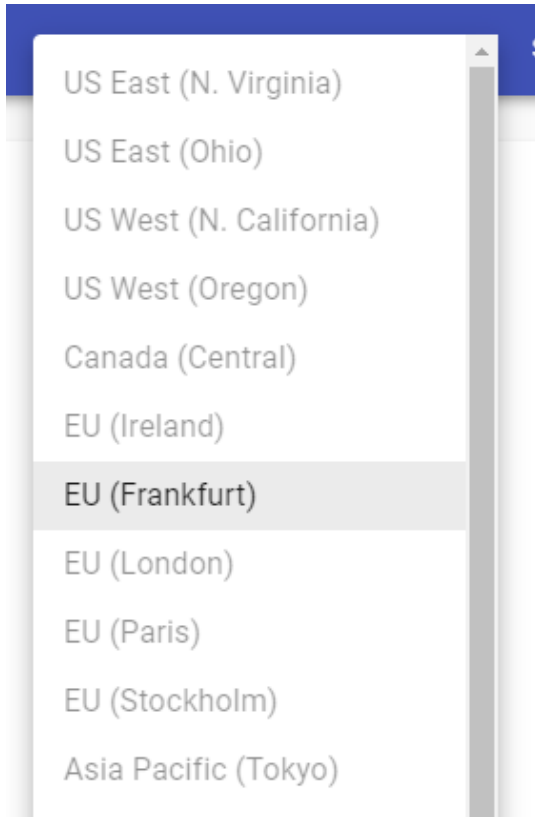 US East (N. Virginia)
US East (Ohio)
US West (N. California)
US West (Oregon)
Canada (Central)
EU (Ireland)
EU (Frankfurt)
EU (London)
EU (Paris)
EU (Stockholm)
Asia Pacific (Tokyo)